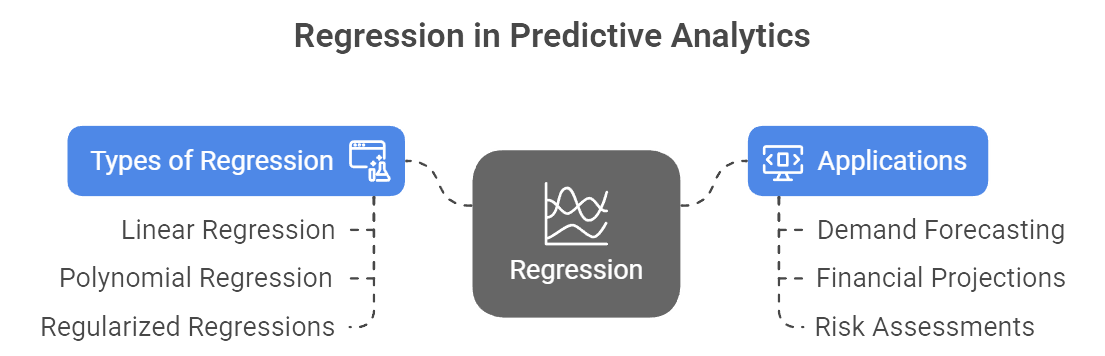 Regression in Predictive Analytics
Types of Regression
Linear Regression
Polynomial Regression
Regularized Regressions
Regression
Applications
Demand Forecasting
Financial Projections
Risk Assessments